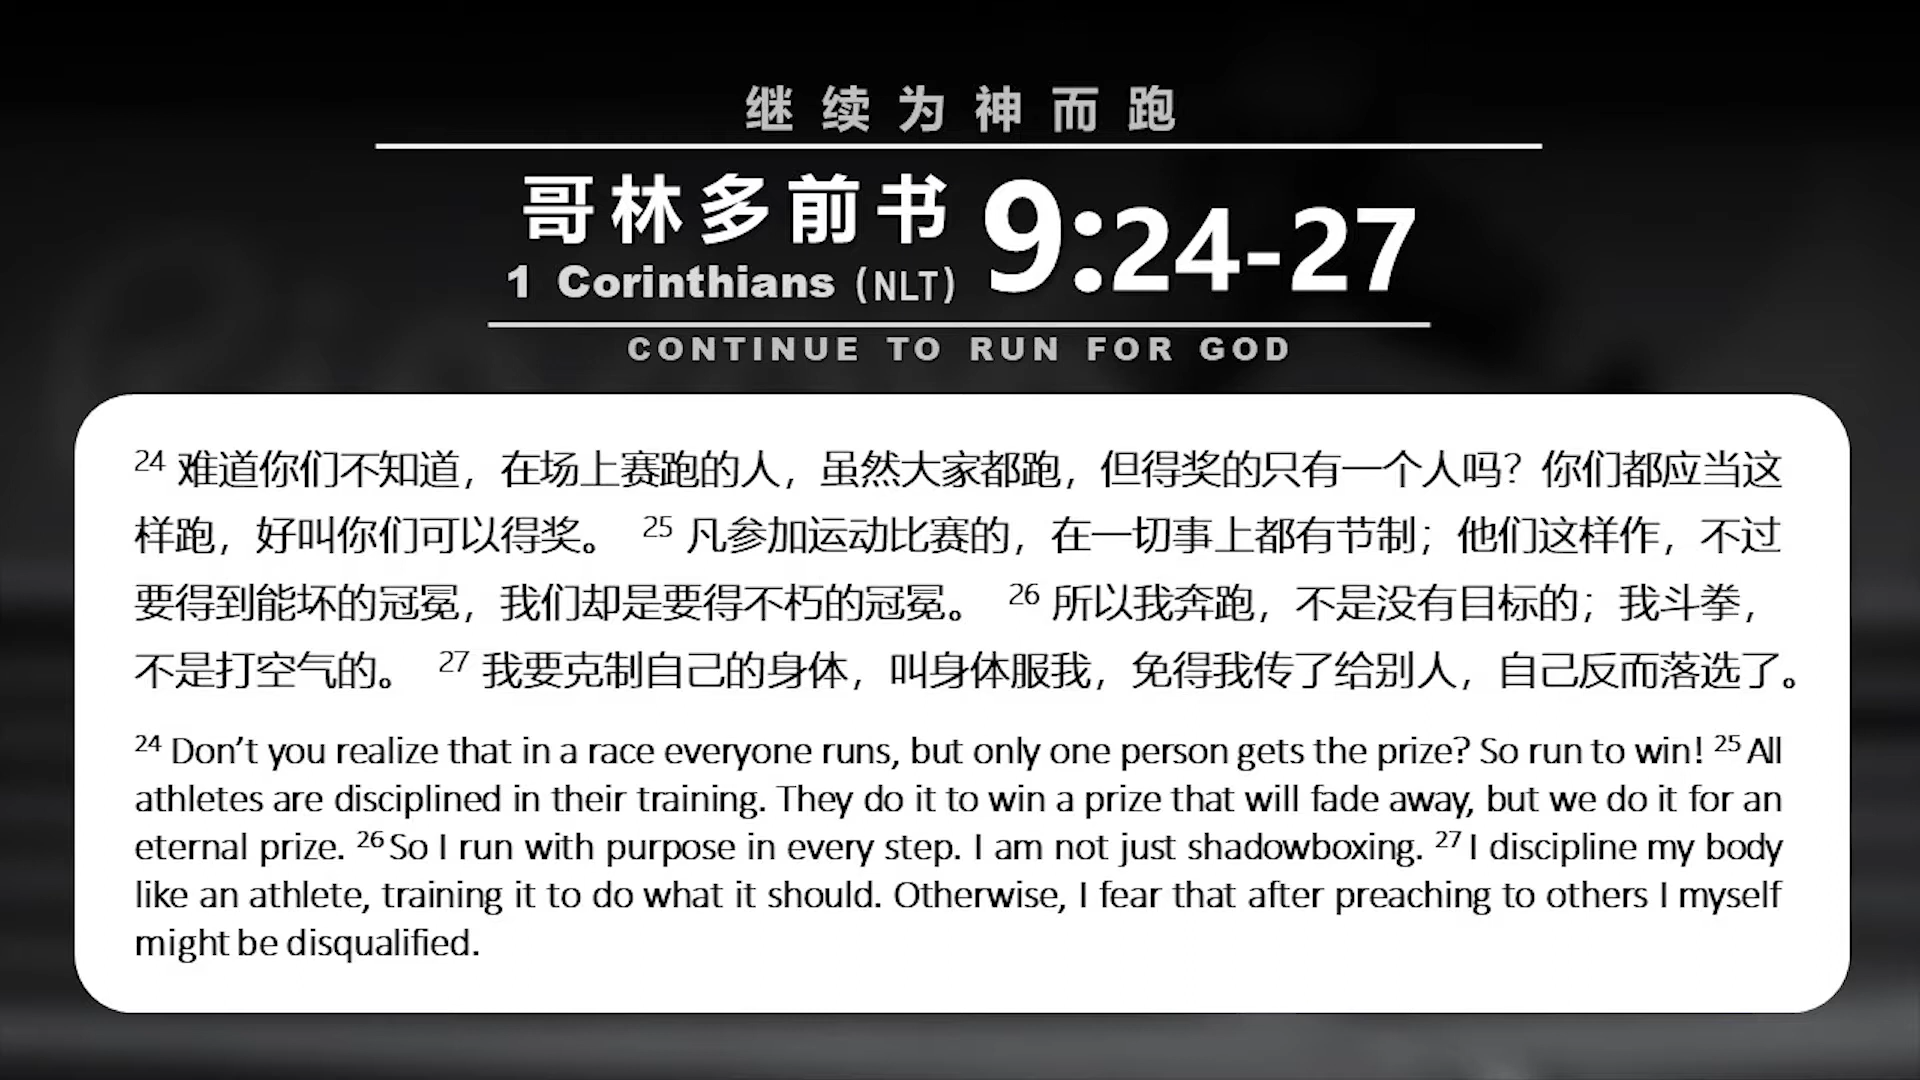 继续为神而跑
哥林多前书 9:24-27
1 Corinthians (NLT)
CONTINUE TO RUN FOR GOD
24 难道你们不知道，在场上赛跑的人，虽然大家都跑，但得奖的只有一个人吗？你们都应当这
样跑，好叫你们可以得奖。 25 凡参加运动比赛的，在一切事上都有节制；他们这样作，不过
要得到能坏的冠冕，我们却是要得不朽的冠冕。 26 所以我奔跑，不是没有目标的；我斗拳，
不是打空气的。 27 我要克制自己的身体，叫身体服我，免得我传了给别人，自己反而落选了。
24 Don’t you realize that in a race everyone runs, but only one person gets the prize? So run to win! 25 All
athletes are disciplined in their training. They do it to win a prize that will fade away, but we do it for an
eternal prize. 26 So I run with purpose in every step. I am not just shadowboxing. 27 I discipline my body
like an athlete, training it to do what it should. Otherwise, I fear that after preaching to others I myself
might be disqualified.